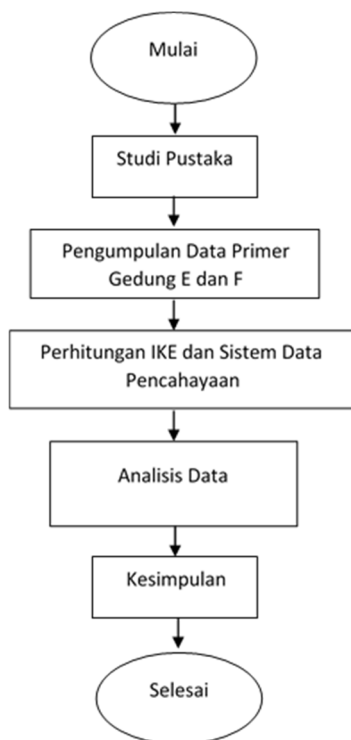 Mulai
Studi Pustaka
Pengumpulan Data Primer
Gedung E dan F
Perhitungan IKE dan Sistem Data
Pencahayaan
Analisis Data
Kesimpulan
Selesai